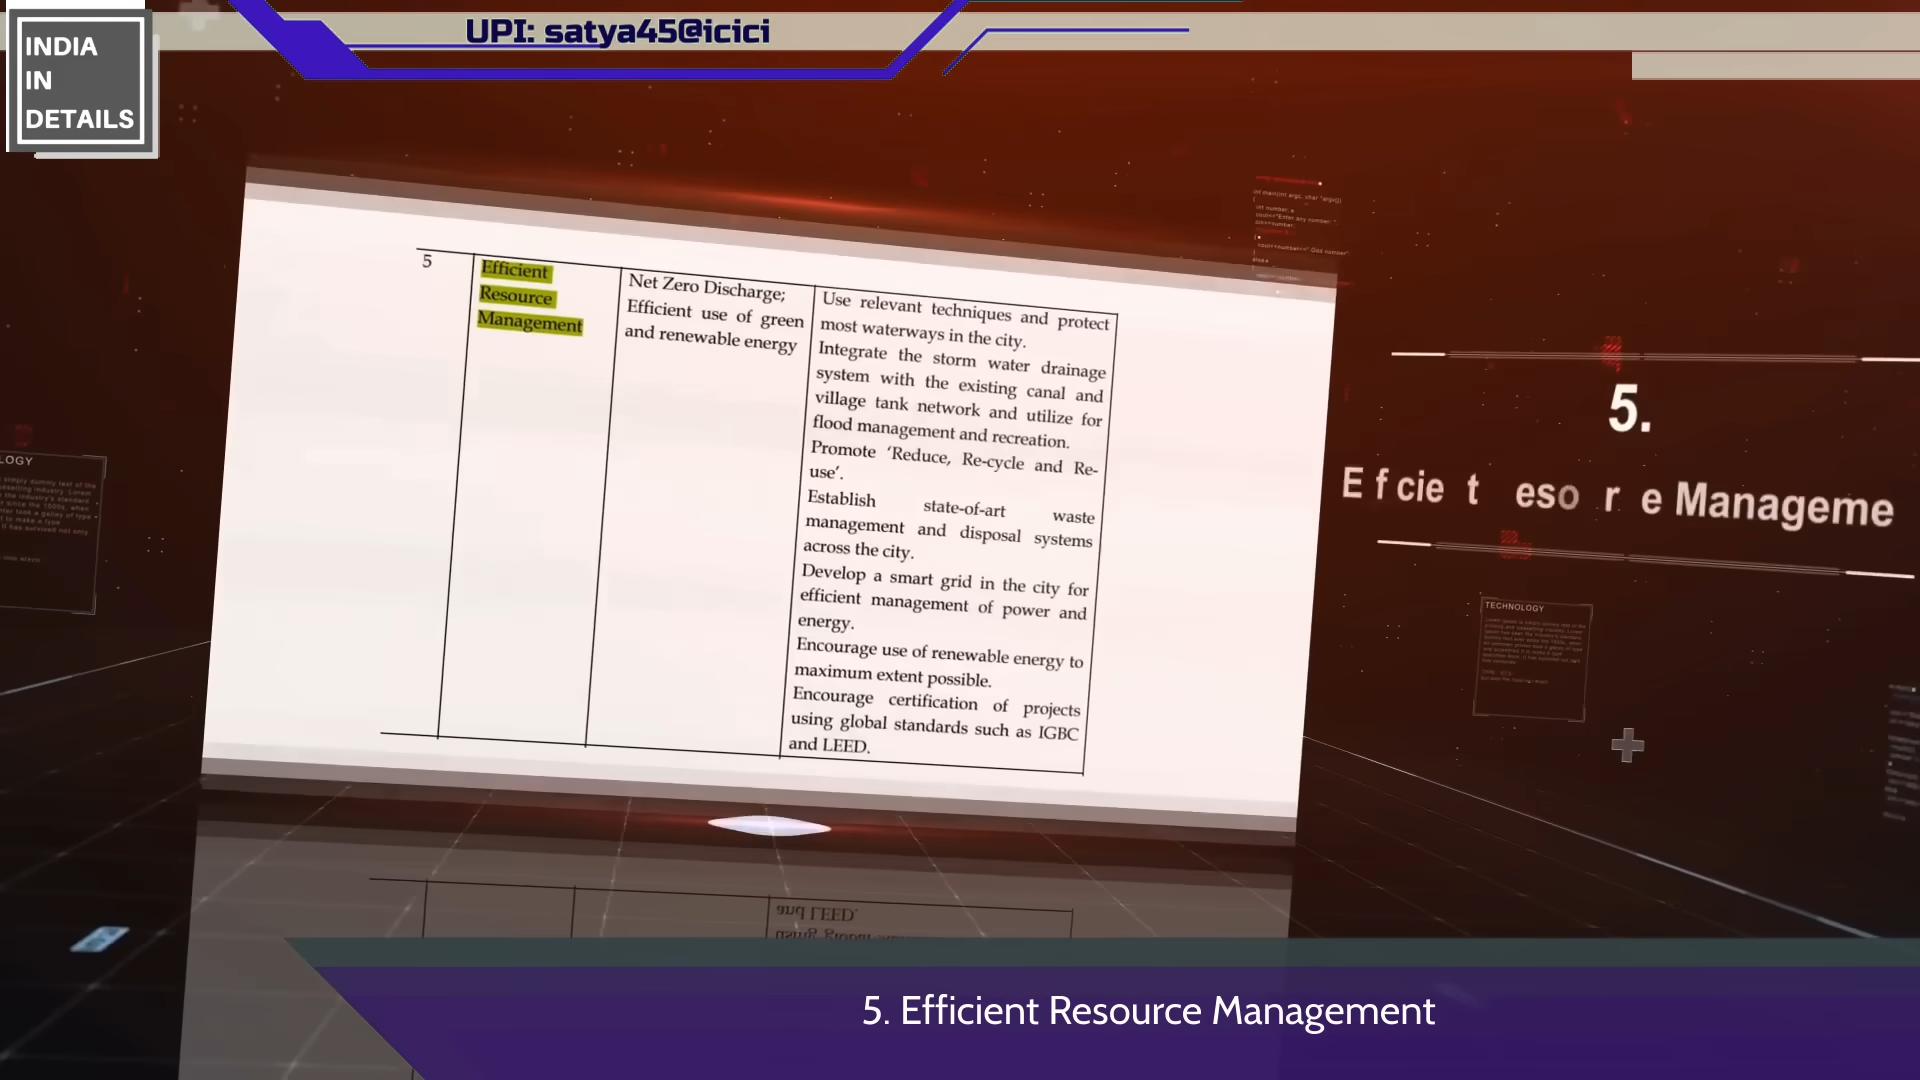 UPI: satya45@icici
INDIA
IN
DETAILS
5
Efficient
Resource
Management
Net Zero Discharge;
Efficient use of green
and renewable energy
Use relevant techniques and protect
most waterways in the city.
Integrate the storm water drainage
system with the existing canal and
village tank network and utilize for
flood management and recreation.
Promote ‘Reduce, Re-cycle and Re-
use’.
Establish state-of-art waste
management and disposal systems
across the city.
Develop a smart grid in the city for
efficient management of power and
energy.
Encourage use of renewable energy to
maximum extent possible.
Encourage certification of projects
using global standards such as IGBC
and LEED.
5.
E f cie t eso r e Manageme
LOGY
TECHNOLOGY
and LEED.
5. Efficient Resource Management